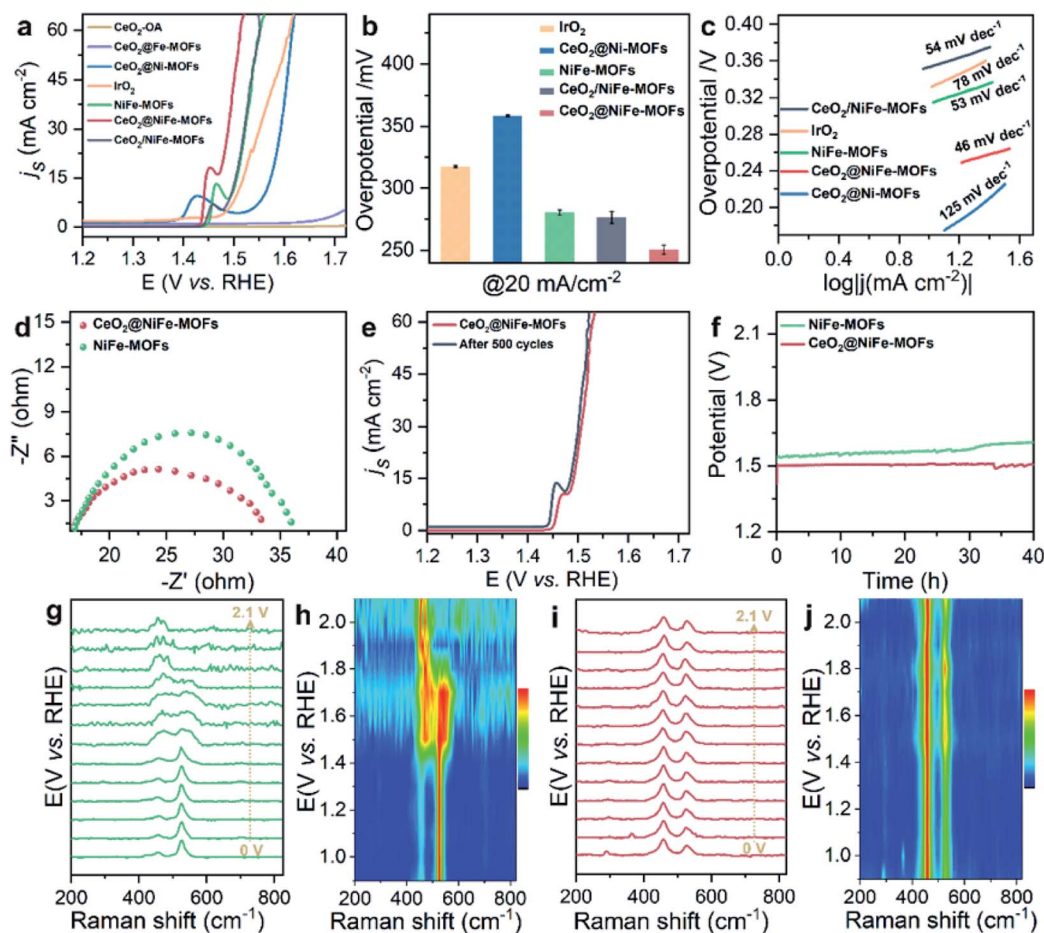 a
CeO₂-OA
CeO₂@Fe-MOFs
CeO₂@Ni-MOFs
IrO₂
NiFe-MOFs
CeO₂@NiFe-MOFs
CeO₂/NiFe-MOFs
60
45
30
15
0
jₛ (mA cm⁻²)
1.2 1.3 1.4 1.5 1.6 1.7
E (V vs. RHE)
b
IrO₂
CeO₂@Ni-MOFs
NiFe-MOFs
CeO₂/NiFe-MOFs
CeO₂@NiFe-MOFs
400
350
300
275
250
Overpotential /mV
@20 mA/cm⁻²
c
54 mV dec⁻¹
78 mV dec⁻¹
53 mV dec⁻¹
46 mV dec⁻¹
125 mV dec⁻¹
CeO₂/NiFe-MOFs
IrO₂
NiFe-MOFs
CeO₂@NiFe-MOFs
CeO₂@Ni-MOFs
0.40
0.36
0.28
0.24
0.20
Overpotential /V
0.0 0.4 0.8 1.2 1.6
log|j(mA cm⁻²)|
d
CeO₂@NiFe-MOFs
NiFe-MOFs
15
12
9
6
3
-Z'' (ohm)
20 25 30 35 40
-Z' (ohm)
e
CeO₂@NiFe-MOFs
After 500 cycles
60
45
30
15
0
jₛ (mA cm⁻²)
1.2 1.3 1.4 1.5 1.6 1.7
E (V vs. RHE)
f
NiFe-MOFs
CeO₂@NiFe-MOFs
2.1
1.8
1.5
1.2
Potential (V)
0 10 20 30 40
Time (h)
g
2.1 V
0 V
E(V vs. RHE)
200 400 600 800
Raman shift (cm⁻¹)
h
2.0
1.8
1.6
1.4
1.2
1.0
E(V vs. RHE)
200 400 600 800
Raman shift (cm⁻¹)
i
2.1 V
0 V
E(V vs. RHE)
200 400 600 800
Raman shift (cm⁻¹)
j
2.0
1.8
1.6
1.4
1.2
1.0
E(V vs. RHE)
200 400 600 800
Raman shift (cm⁻¹)